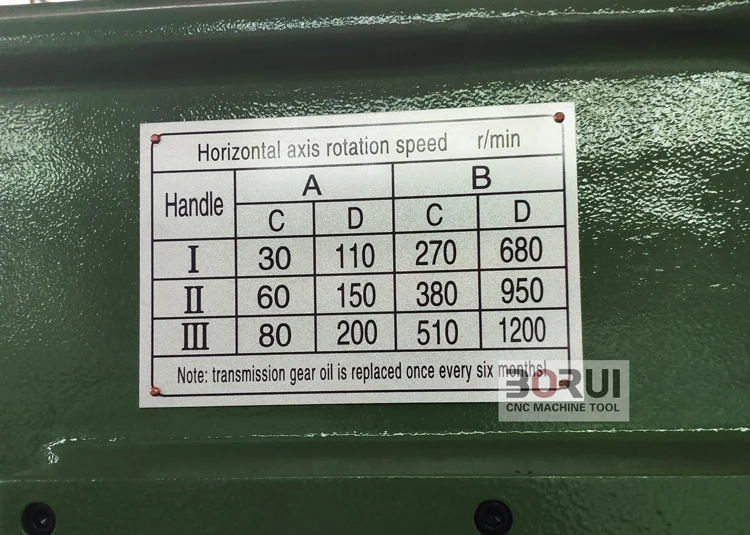 Horizontal axis rotation speed r/min
Handle A B
C D C D
I 30 110 270 680
II 60 150 380 950
III 80 200 510 1200
Note: transmission gear oil is replaced once every six months!
BORUI
CNC MACHINE TOOL